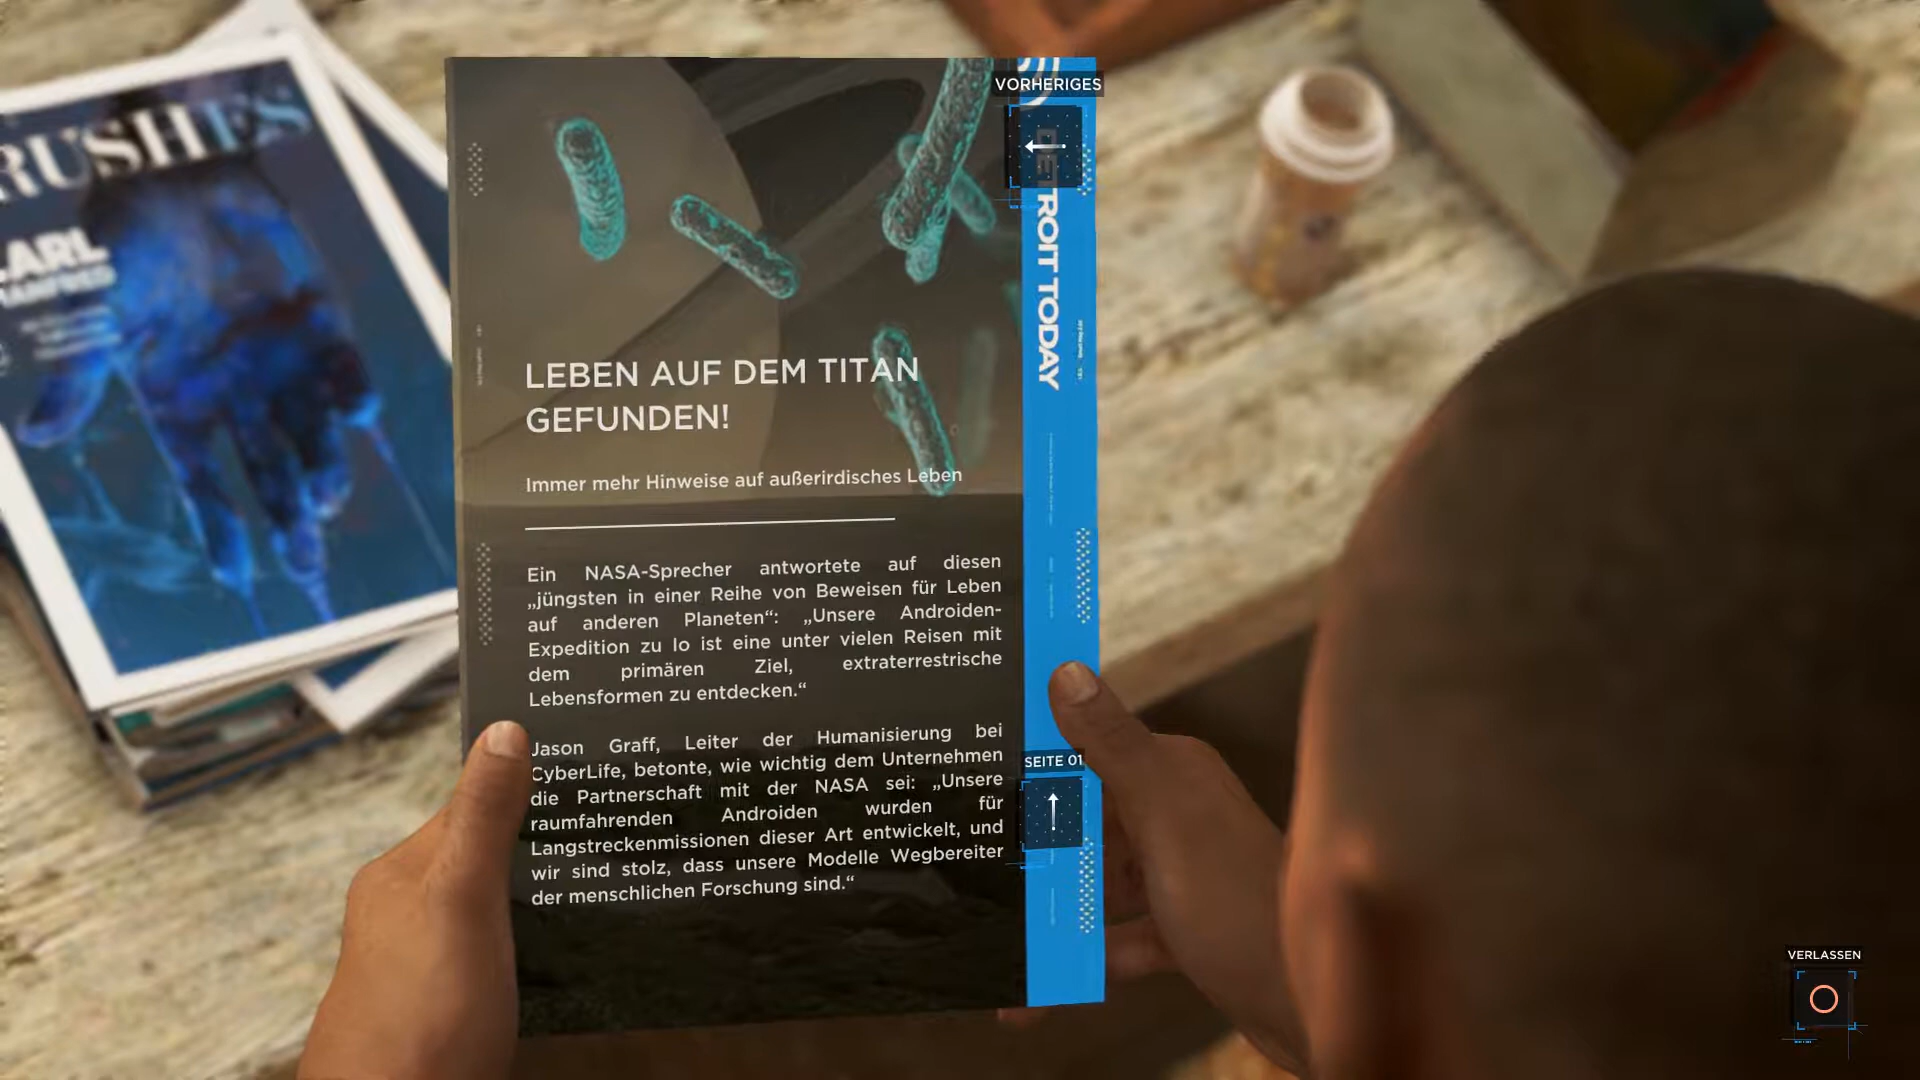 RUSHES
VORHERIGES
DETROIT TODAY
LEBEN AUF DEM TITAN
GEFUNDEN!
Immer mehr Hinweise auf außerirdisches Leben
Ein NASA-Sprecher antwortete auf diesen
„jüngsten in einer Reihe von Beweisen für Leben
auf anderen Planeten“: „Unsere Androiden-
Expedition zu Io ist eine unter vielen Reisen mit
dem primären Ziel, extraterrestrische
Lebensformen zu entdecken.“
Jason Graff, Leiter der Humanisierung bei
CyberLife, betonte, wie wichtig dem Unternehmen
die Partnerschaft mit der NASA sei: „Unsere
raumfahrenden Androiden wurden für
Langstreckenmissionen dieser Art entwickelt, und
wir sind stolz, dass unsere Modelle Wegbereiter
der menschlichen Forschung sind.“
SEITE 01
VERLASSEN